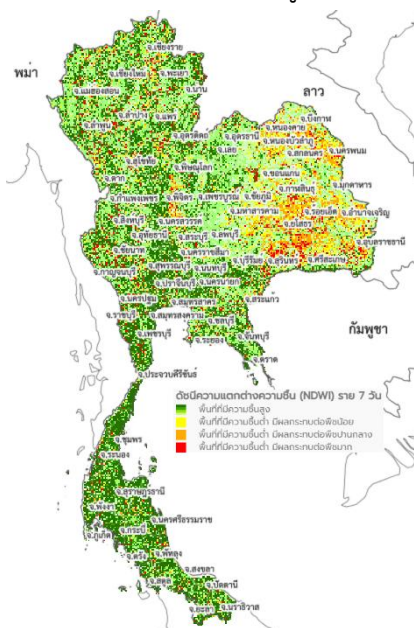 จ.เชียงราย
พม่า
จ.เชียงใหม่
จ.พะเยา
ลาว
จ.แม่ฮ่องสอน
จ.น่าน
จ.บึงกาฬ
จ.ลำปาง
จ.แพร่
จ.ลำพูน
จ.อุตรดิตถ์
จ.อุดรธานี
จ.หนองคาย
จ.หนองบัวลำภู
จ.นครพนม
จ.สุโขทัย
จ.เลย
จ.สกลนคร
จ.พิษณุโลก
จ.ตาก
จ.ขอนแก่น
จ.มุกดาหาร
จ.กำแพงเพชร
จ.พิจิตร
จ.เพชรบูรณ์
จ.ชัยภูมิ
จ.กาฬสินธุ์
จ.สิงหบุรี
จ.นครสวรรค์
จ.มหาสารคาม
จ.ร้อยเอ็ด
จ.อำนาจเจริญ
จ.อุทัยธานี
จ.สระบุรี
จ.ลพบุรี
จ.ยโสธร
จ.ชัยนาท
จ.นครราชสีมา
จ.บุรีรัมย์
จ.สุรินทร์
จ.ศรีสะเกษ
จ.อุบลราชธานี
จ.กาญจนบุรี
จ.สุพรรณบุรี
จ.นนทบุรี
จ.ปราจีนบุรี
จ.นครนายก
จ.สระแก้ว
จ.นครปฐม
จ.สมุทรสาคร
จ.ราชบุรี
จ.สมุทรสงคราม
จ.ชลบุรี
จ.เพชรบุรี
จ.ระยอง
จ.จันทบุรี
กัมพูชา
จ.ตราด
จ.ประจวบคีรีขันธ์
ดัชนีความแตกต่างความชื้น (NDWI) ราย 7 วัน
พื้นที่ที่มีความชื้นสูง
พื้นที่ที่มีความชื้นต่ำ มีผลกระทบต่อพืชน้อย
พื้นที่ที่มีความชื้นต่ำ มีผลกระทบต่อพืชปานกลาง
พื้นที่ที่มีความชื้นต่ำ มีผลกระทบต่อพืชมาก
จ.ชุมพร
จ.ระนอง
จ.สุราษฎรธานี
จ.พังงา
จ.นครศรีธรรมราช
จ.กระบี่
จ.ภูเก็ต
จ.ตรัง
จ.พัทลุง
จ.สงขลา
จ.สตูล
จ.ปัตตานี
จ.ยะลา
จ.นราธิวาส